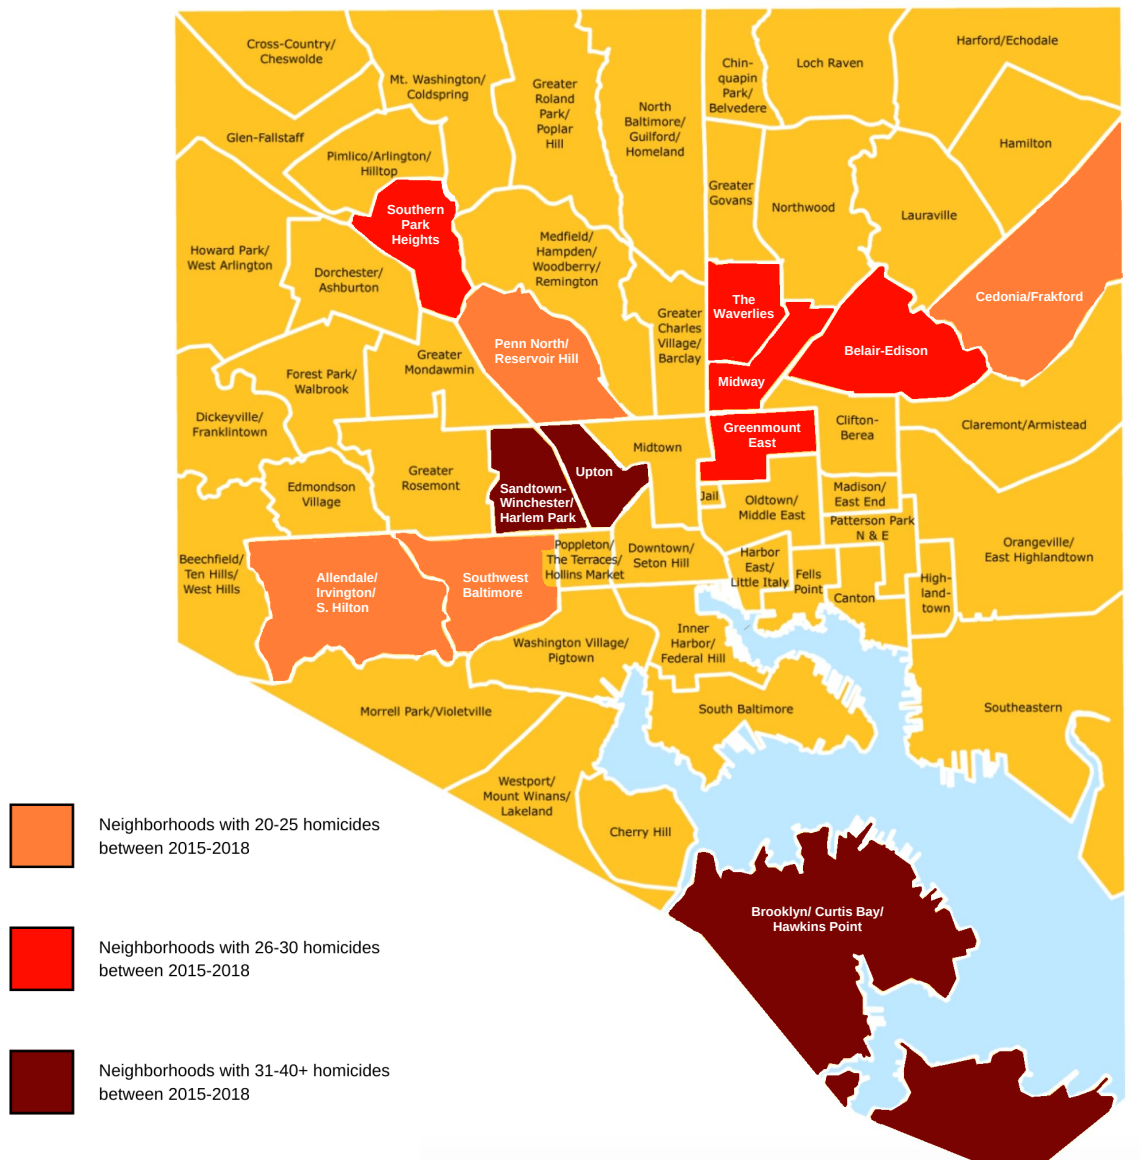 Cross-Country/
Cheswolde
Mt. Washington/
Coldspring
Greater
Roland
Park/
Poplar
Hill
North
Baltimore/
Guilford/
Homeland
Chin-
quapin
Park/
Belvedere
Loch Raven
Harford/Echodale
Glen-Fallstaff
Pimlico/Arlington/
Hilltop
Hamilton
Greater
Govans
Northwood
Lauraville
Southern
Park
Heights
Howard Park/
West Arlington
Dorchester/
Ashburton
Medfield/
Hampden/
Woodberry/
Remington
The
Waverlies
Cedonia/Frakford
Greater
Charles
Village/
Barclay
Penn North/
Reservoir Hill
Belair-Edison
Greater
Mondawmin
Forest Park/
Walbrook
Midway
Dickeyville/
Franklintown
Greenmount
East
Clifton-
Berea
Claremont/Armistead
Midtown
Upton
Greater
Rosemont
Edmondson
Village
Sandtown-
Winchester/
Harlem Park
Jail
Oldtown/
Middle East
Madison/
East End
Patterson Park
N & E
Orangeville/
East Highlandtown
Beechfield/
Ten Hills/
West Hills
Poppleton/
The Terraces/
Hollins Market
Downtown/
Seton Hill
Harbor
East/
Little Italy
Fells
Point
Canton
High-
land-
town
Allendale/
Irvington/
S. Hilton
Southwest
Baltimore
Washington Village/
Pigtown
Inner
Harbor/
Federal Hill
Morrell Park/Violetville
South Baltimore
Southeastern
Westport/
Mount Winans/
Lakeland
Cherry Hill
Brooklyn/ Curtis Bay/
Hawkins Point
Neighborhoods with 20-25 homicides
between 2015-2018
Neighborhoods with 26-30 homicides
between 2015-2018
Neighborhoods with 31-40+ homicides
between 2015-2018